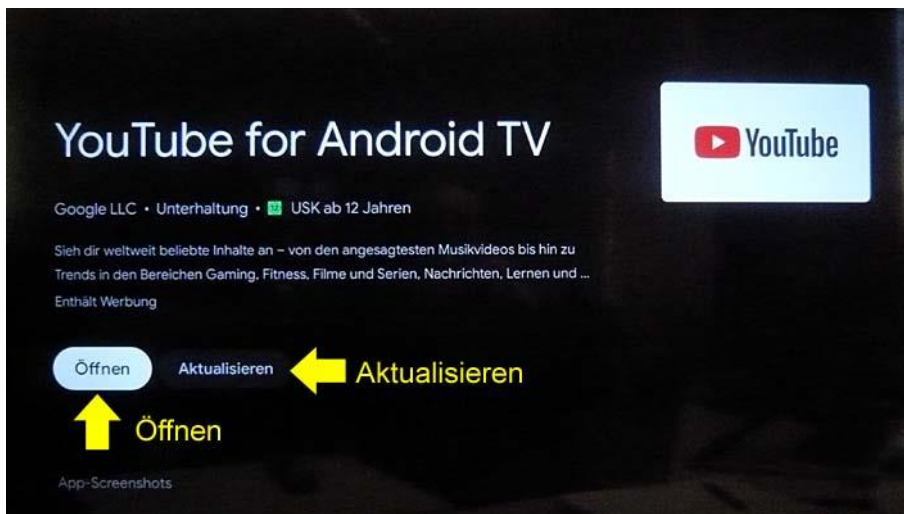 YouTube for Android TV
YouTube
Google LLC • Unterhaltung • 12 USK ab 12 Jahren
Sieh dir weltweit beliebte Inhalte an – von den angesagtesten Musikvideos bis hin zu
Trends in den Bereichen Gaming, Fitness, Filme und Serien, Nachrichten, Lernen und ...
Enthält Werbung
Öffnen
Aktualisieren
Aktualisieren
Öffnen
App-Screenshots